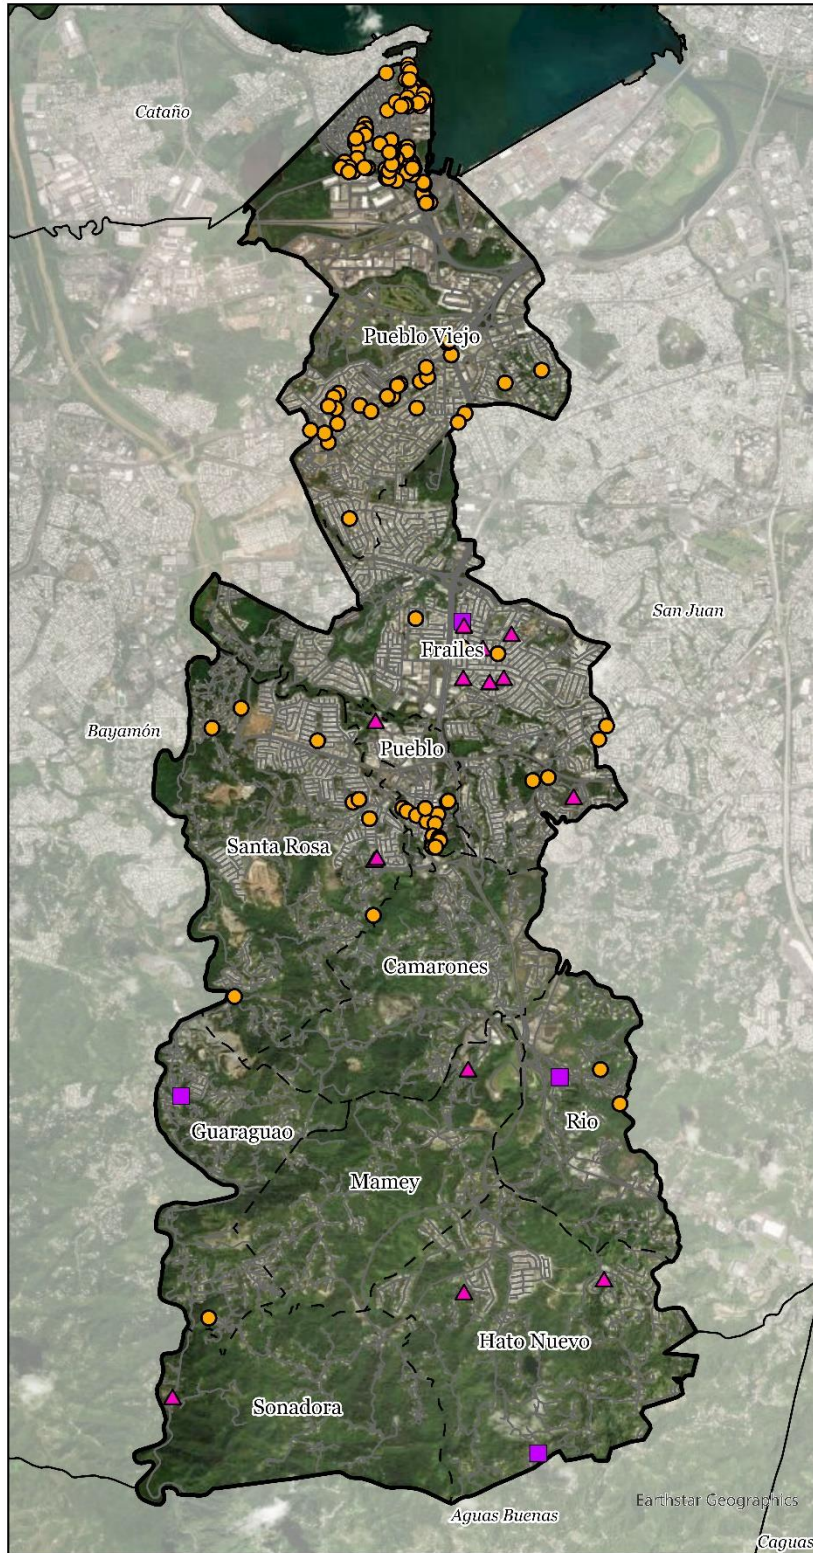 Cataño
Pueblo Viejo
San Juan
Frailes
Bayamón
Pueblo
Santa Rosa
Camarones
Rio
Guaraguao
Mamey
Hato Nuevo
Sonadora
Earthstar Geographics
Aguas Buenas
Caguas